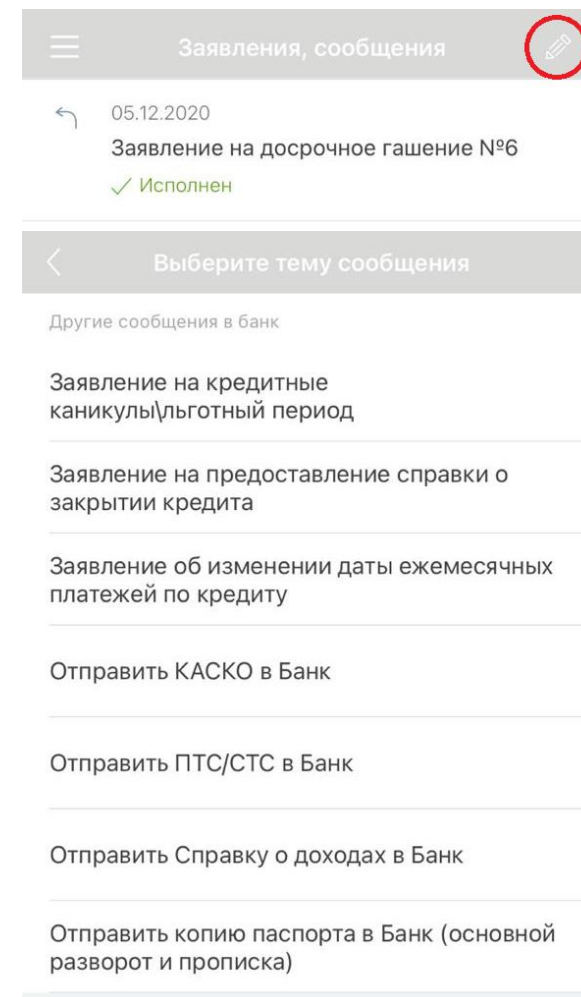 Заявления, сообщения
05.12.2020
Заявление на досрочное гашение №6
Исполнен
Выберите тему сообщения
Другие сообщения в банк
Заявление на кредитные
каникулы\льготный период
Заявление на предоставление справки о
закрытии кредита
Заявление об изменении даты ежемесячных
платежей по кредиту
Отправить КАСКО в Банк
Отправить ПТС/СТС в Банк
Отправить Справку о доходах в Банк
Отправить копию паспорта в Банк (основной
разворот и прописка)